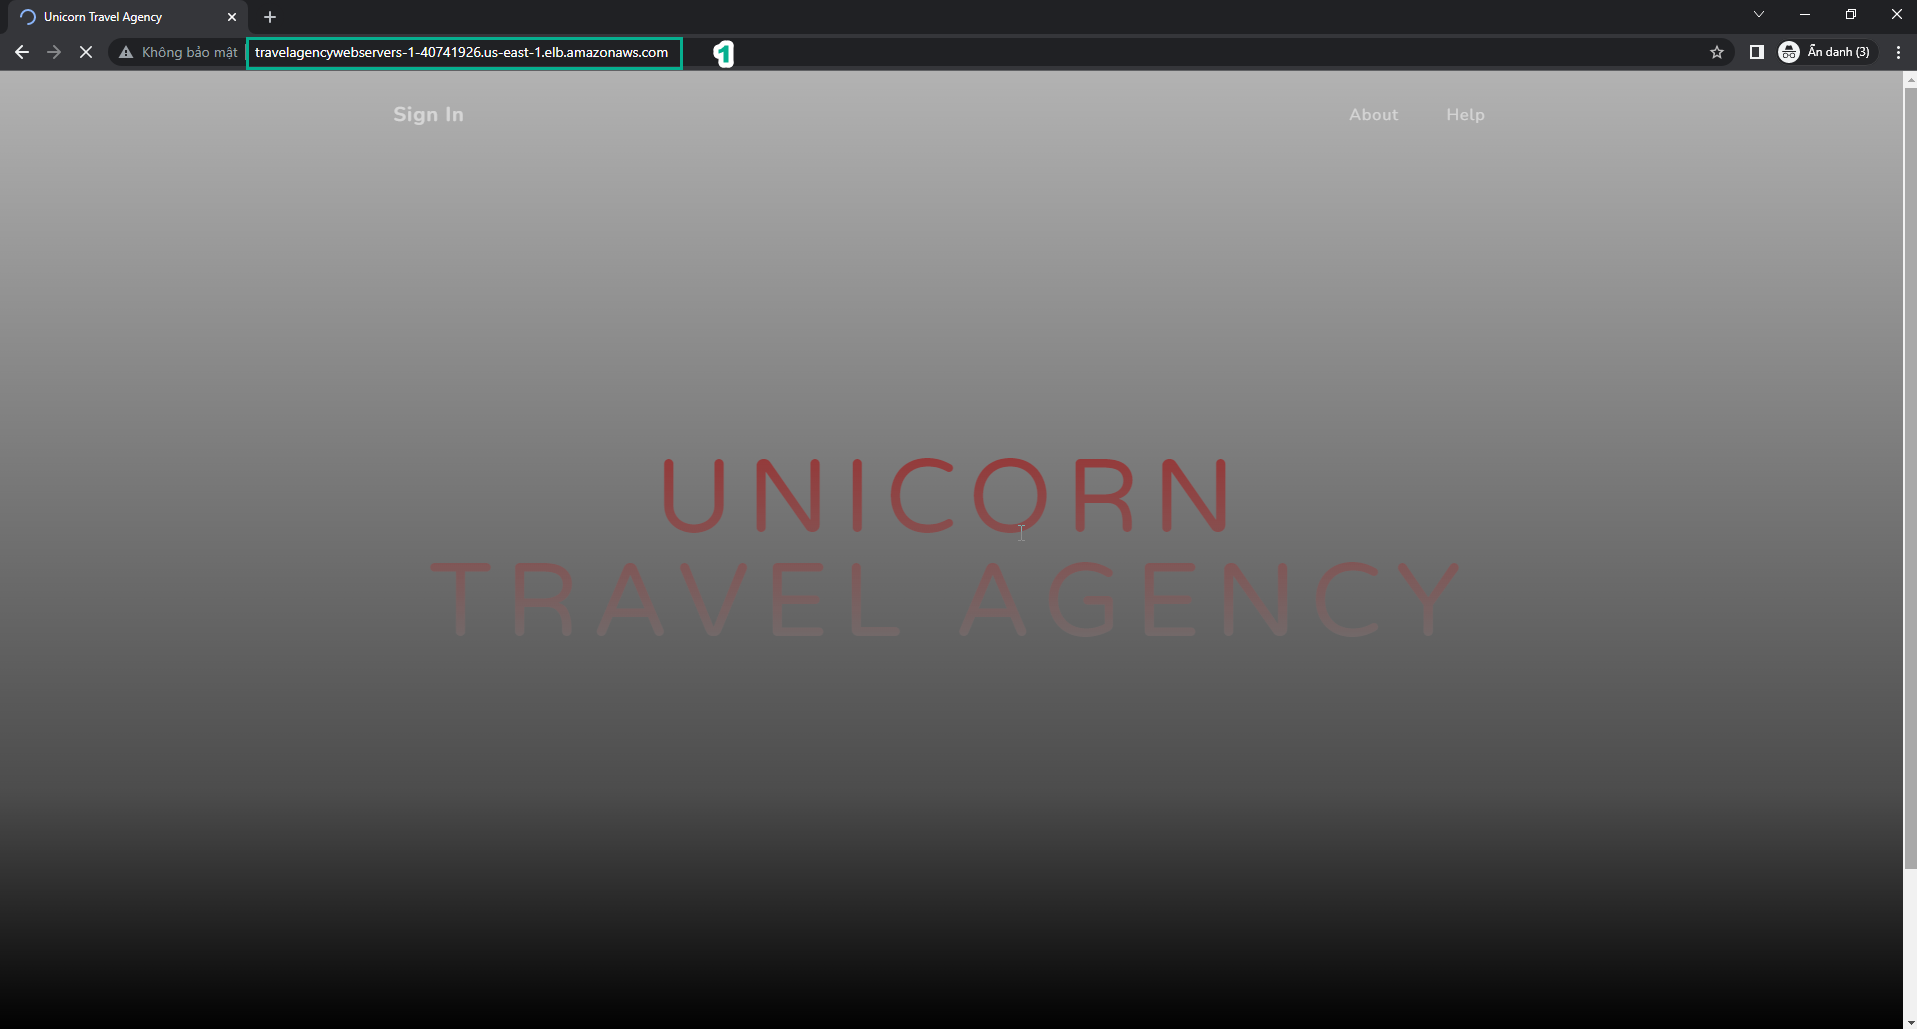 Unicorn Travel Agency
Không bảo mật travelagencywebservers-1-40741926.us-east-1.elb.amazonaws.com 1 Ẩn danh (3)
Sign In About Help
UNICORN
TRAVEL AGENCY